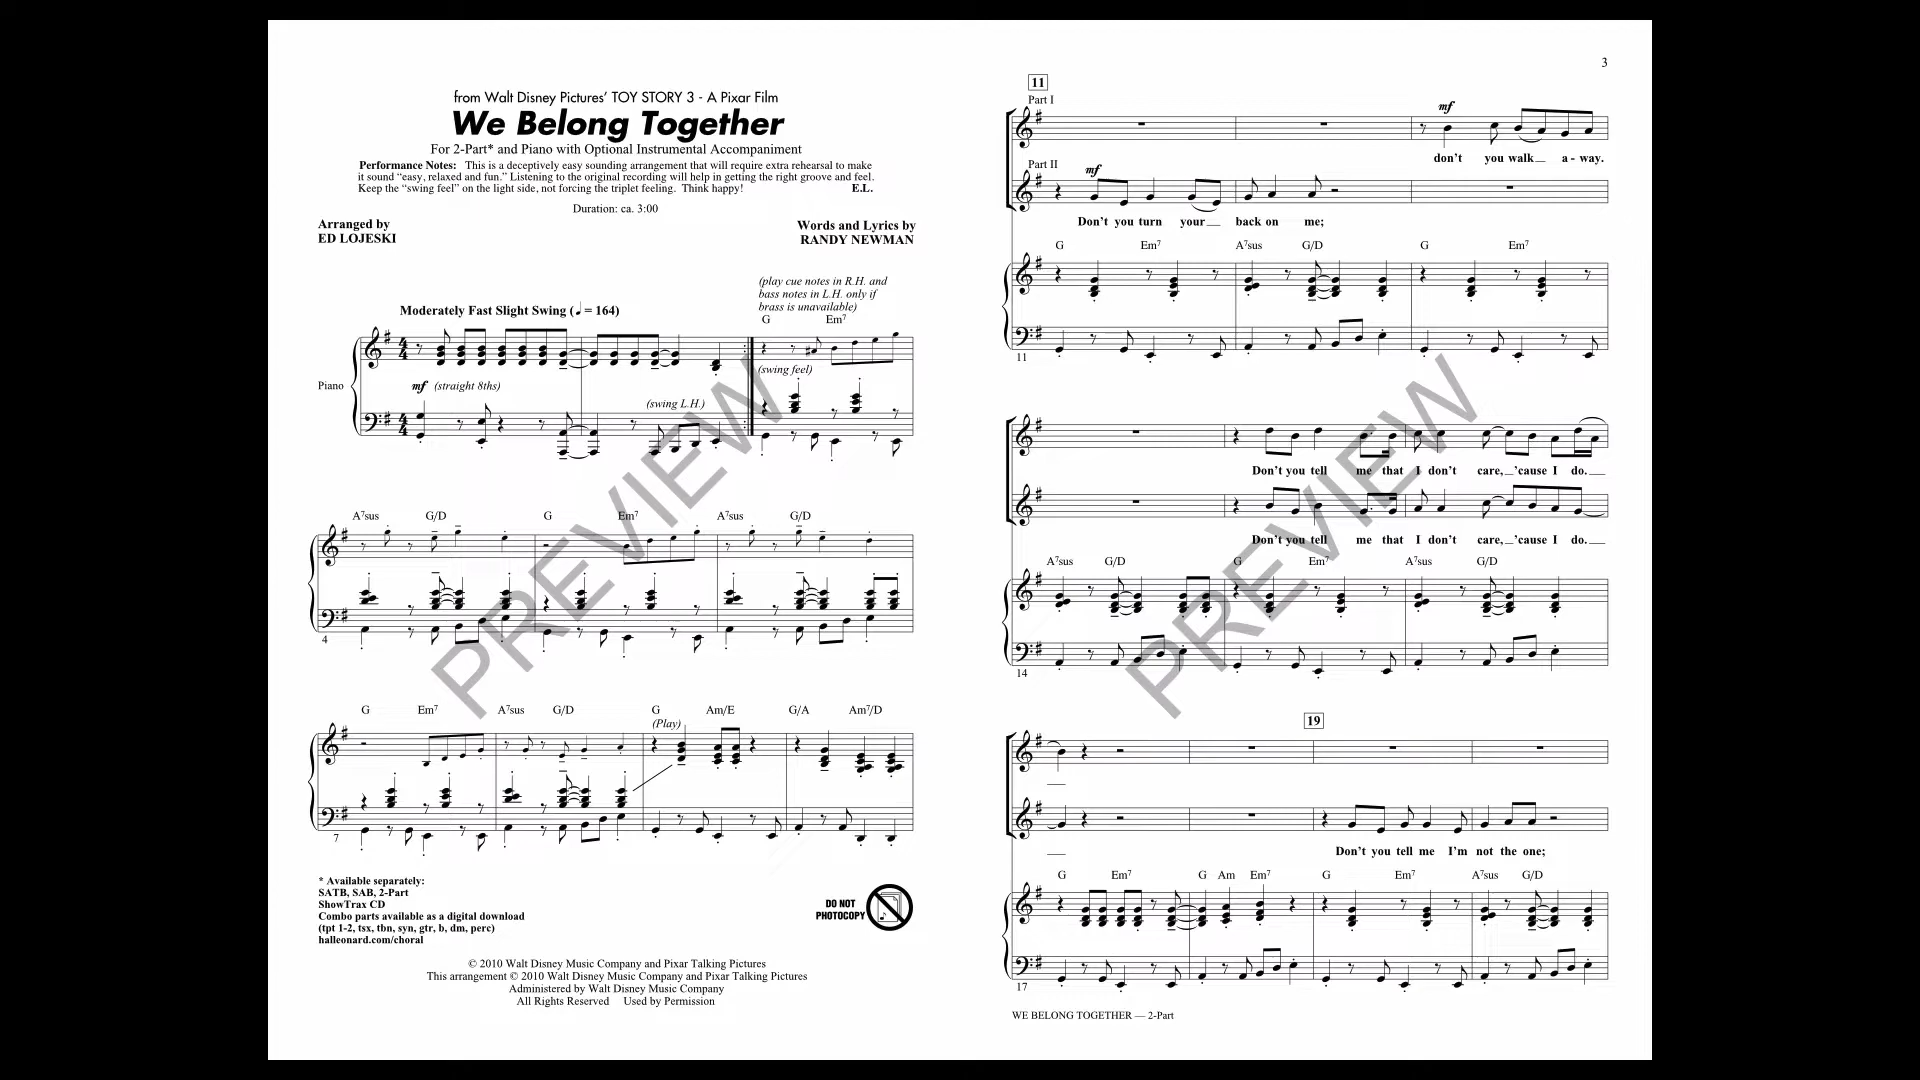 from Walt Disney Pictures' TOY STORY 3 - A Pixar Film
We Belong Together
For 2-Part* and Piano with Optional Instrumental Accompaniment
Performance Notes: This is a deceptively easy sounding arrangement that will require extra rehearsal to make
it sound "easy, relaxed and fun." Listening to the original recording will help in getting the right groove and feel.
Keep the "swing feel" on the light side, not forcing the triplet feeling. Think happy! E.L.
Duration: ca. 3:00
Arranged by
ED LOJESKI
Words and Lyrics by
RANDY NEWMAN
(play cue notes in R.H. and
bass notes in L.H. only if
brass is unavailable)
Moderately Fast Slight Swing (♩ = 164)
G Em7
Piano
mf (straight 8ths)
(swing feel)
(swing L.H.)
A7sus G/D G Em7 A7sus G/D
4
G Em7 A7sus G/D G Am/E G/A Am7/D
(Play)
7
* Available separately:
SATB, SAB, 2-Part
ShowTrax CD
Combo parts available as a digital download
(tpt 1-2, tsx, tbn, syn, gtr, b, dm, perc)
halleonard.com/choral
DO NOT
PHOTOCOPY
© 2010 Walt Disney Music Company and Pixar Talking Pictures
This arrangement © 2010 Walt Disney Music Company and Pixar Talking Pictures
Administered by Walt Disney Music Company
All Rights Reserved Used by Permission
PREVIEW
3
11
Part I
mf
don't you walk__ a - way.
Part II
mf
Don't you turn your__ back on me;
G Em7 A7sus G/D G Em7
11
Don't you tell me that I don't care,__ 'cause I do.__
Don't you tell me that I don't care,__ 'cause I do.__
A7sus G/D G Em7 A7sus G/D
14
19
Don't you tell me I'm not the one;
G Em7 G Am Em7 G Em7 A7sus G/D
17
WE BELONG TOGETHER — 2-Part
PREVIEW